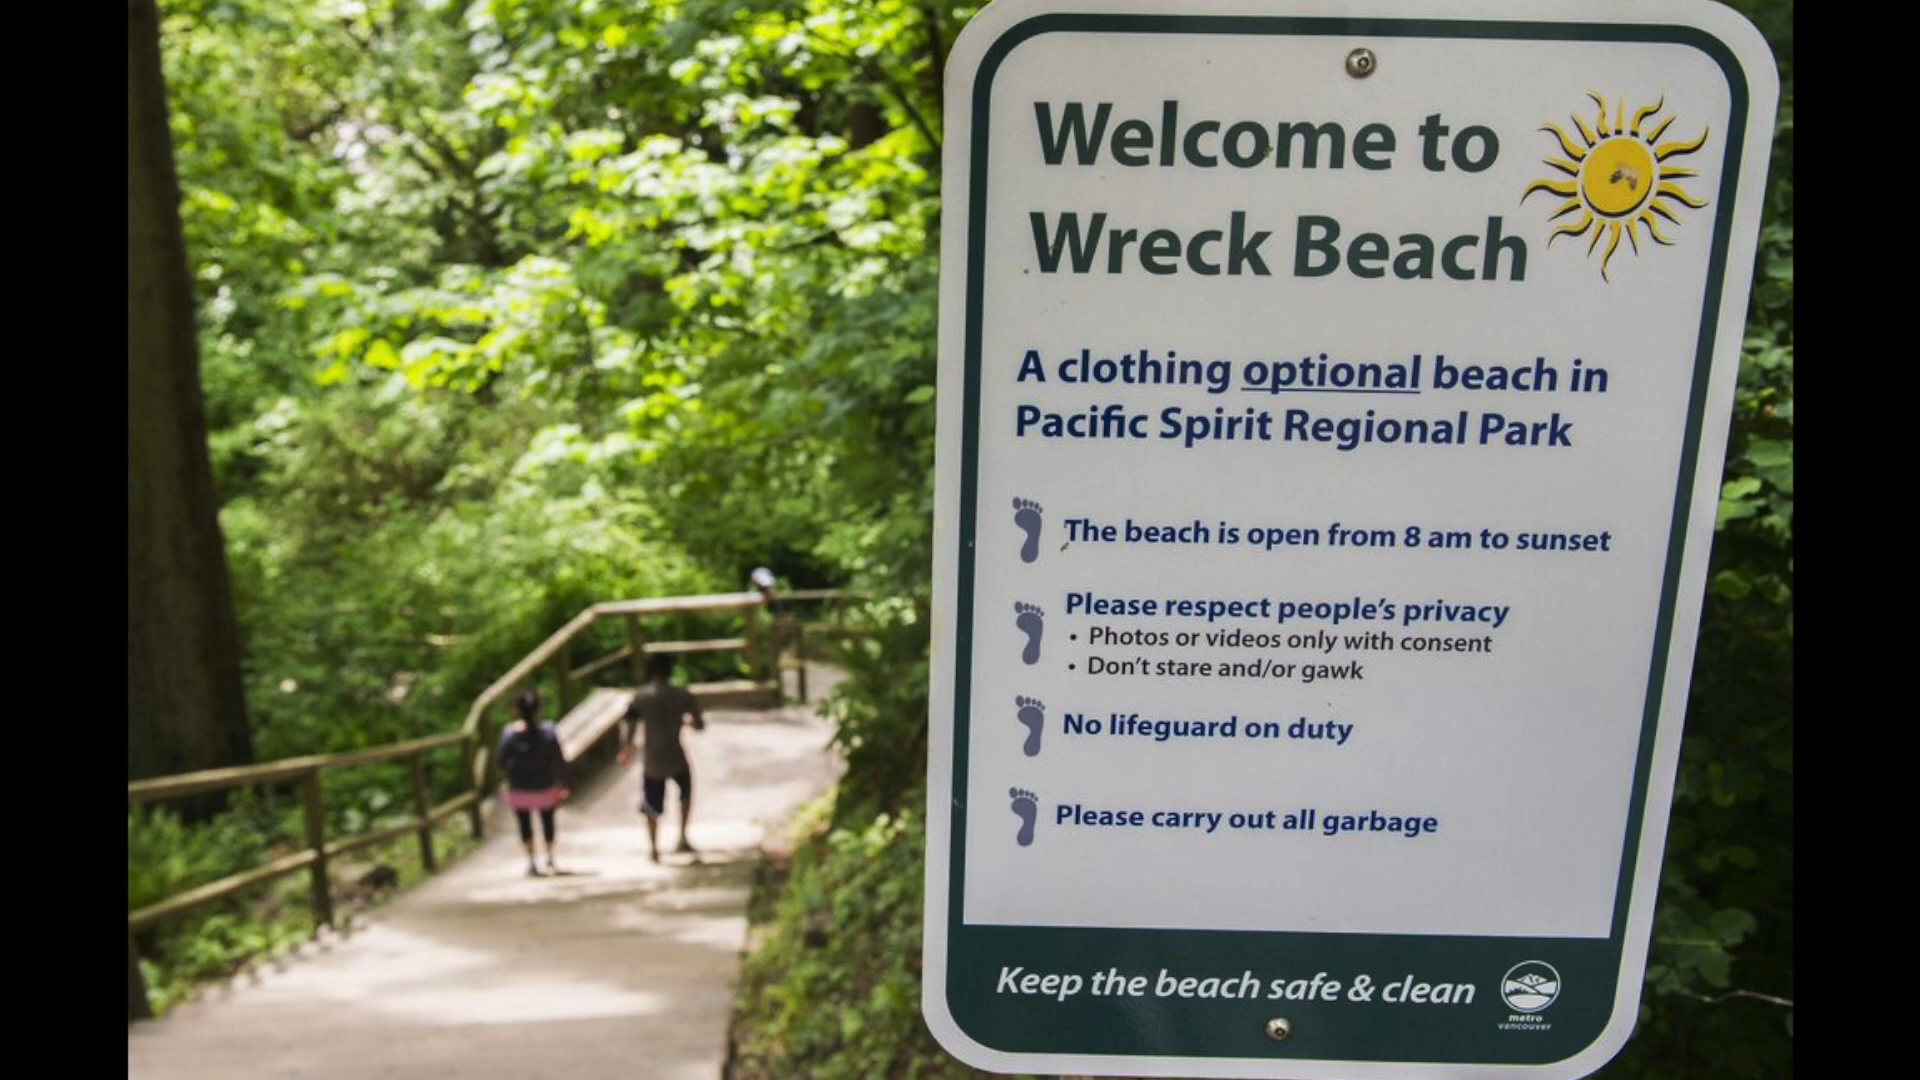 Welcome to
Wreck Beach
A clothing optional beach in
Pacific Spirit Regional Park
The beach is open from 8 am to sunset
Please respect people's privacy
• Photos or videos only with consent
• Don't stare and/or gawk
No lifeguard on duty
Please carry out all garbage
Keep the beach safe & clean
metro
vancouver